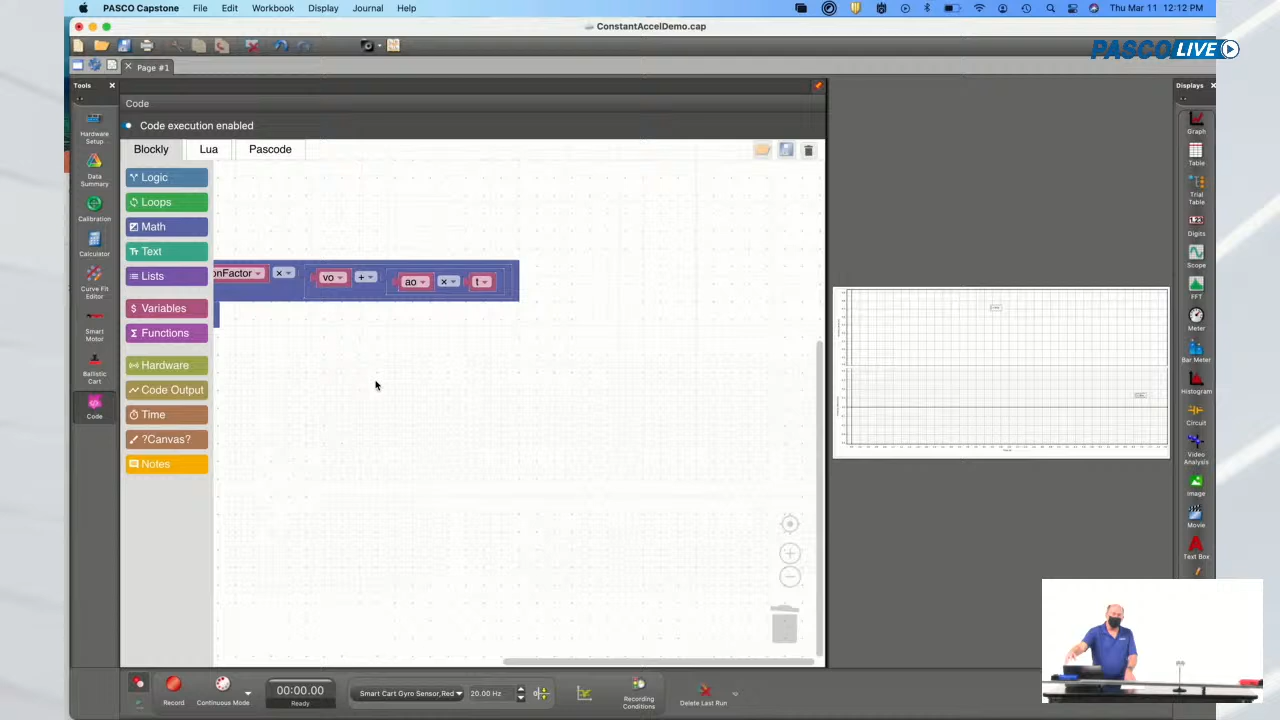 PASCO Capstone File Edit Workbook Display Journal Help
Thu Mar 11 12:12 PM
ConstantAccelDemo.cap
PASCO LIVE
Page #1
Tools
Displays
Code
Code execution enabled
Blockly Lua Pascode
Hardware
Setup
Data
Summary
Calibration
Calculator
Curve Fit
Editor
Smart
Motor
Ballistic
Cart
Code
Logic
Loops
Math
Text
Lists
Variables
Functions
Hardware
Code Output
Time
?Canvas?
Notes
onFactor × vo + ao × t
Graph
Table
Trial
Table
Digits
Scope
FFT
Meter
Bar Meter
Histogram
Circuit
Video
Analysis
Image
Movie
Text Box
Record
Continuous Mode
00:00.00
Ready
Smart Cart Gyro Sensor,Red
20.00 Hz
Recording
Conditions
Delete Last Run